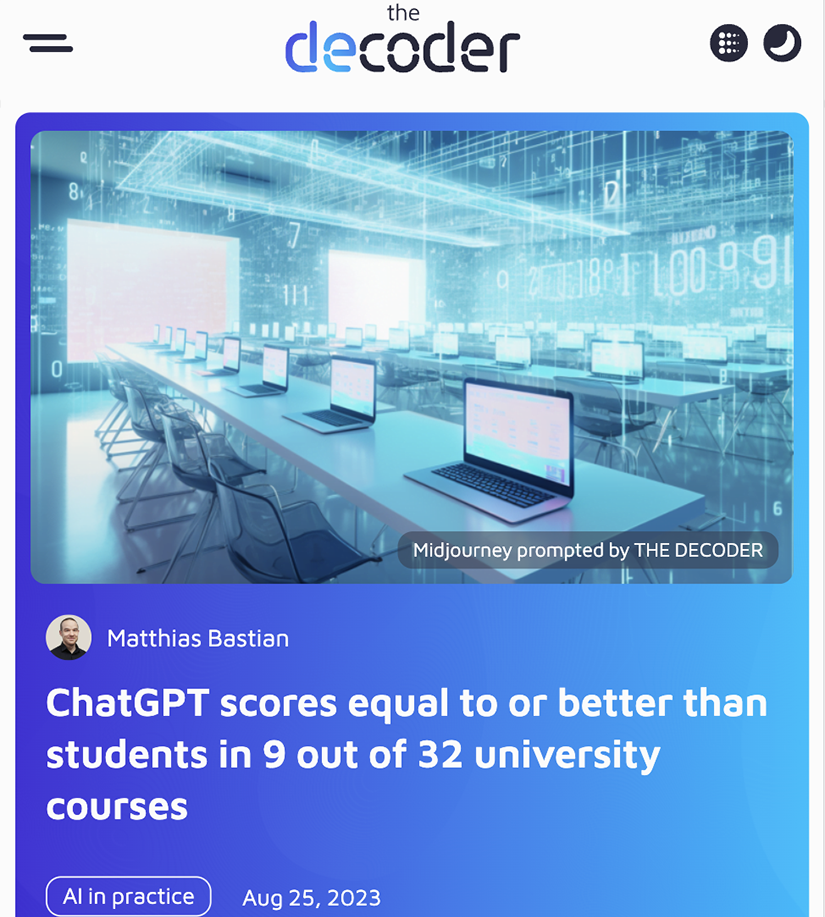 the
decoder
Midjourney prompted by THE DECODER
Matthias Bastian
ChatGPT scores equal to or better than
students in 9 out of 32 university
courses
AI in practice
Aug 25, 2023